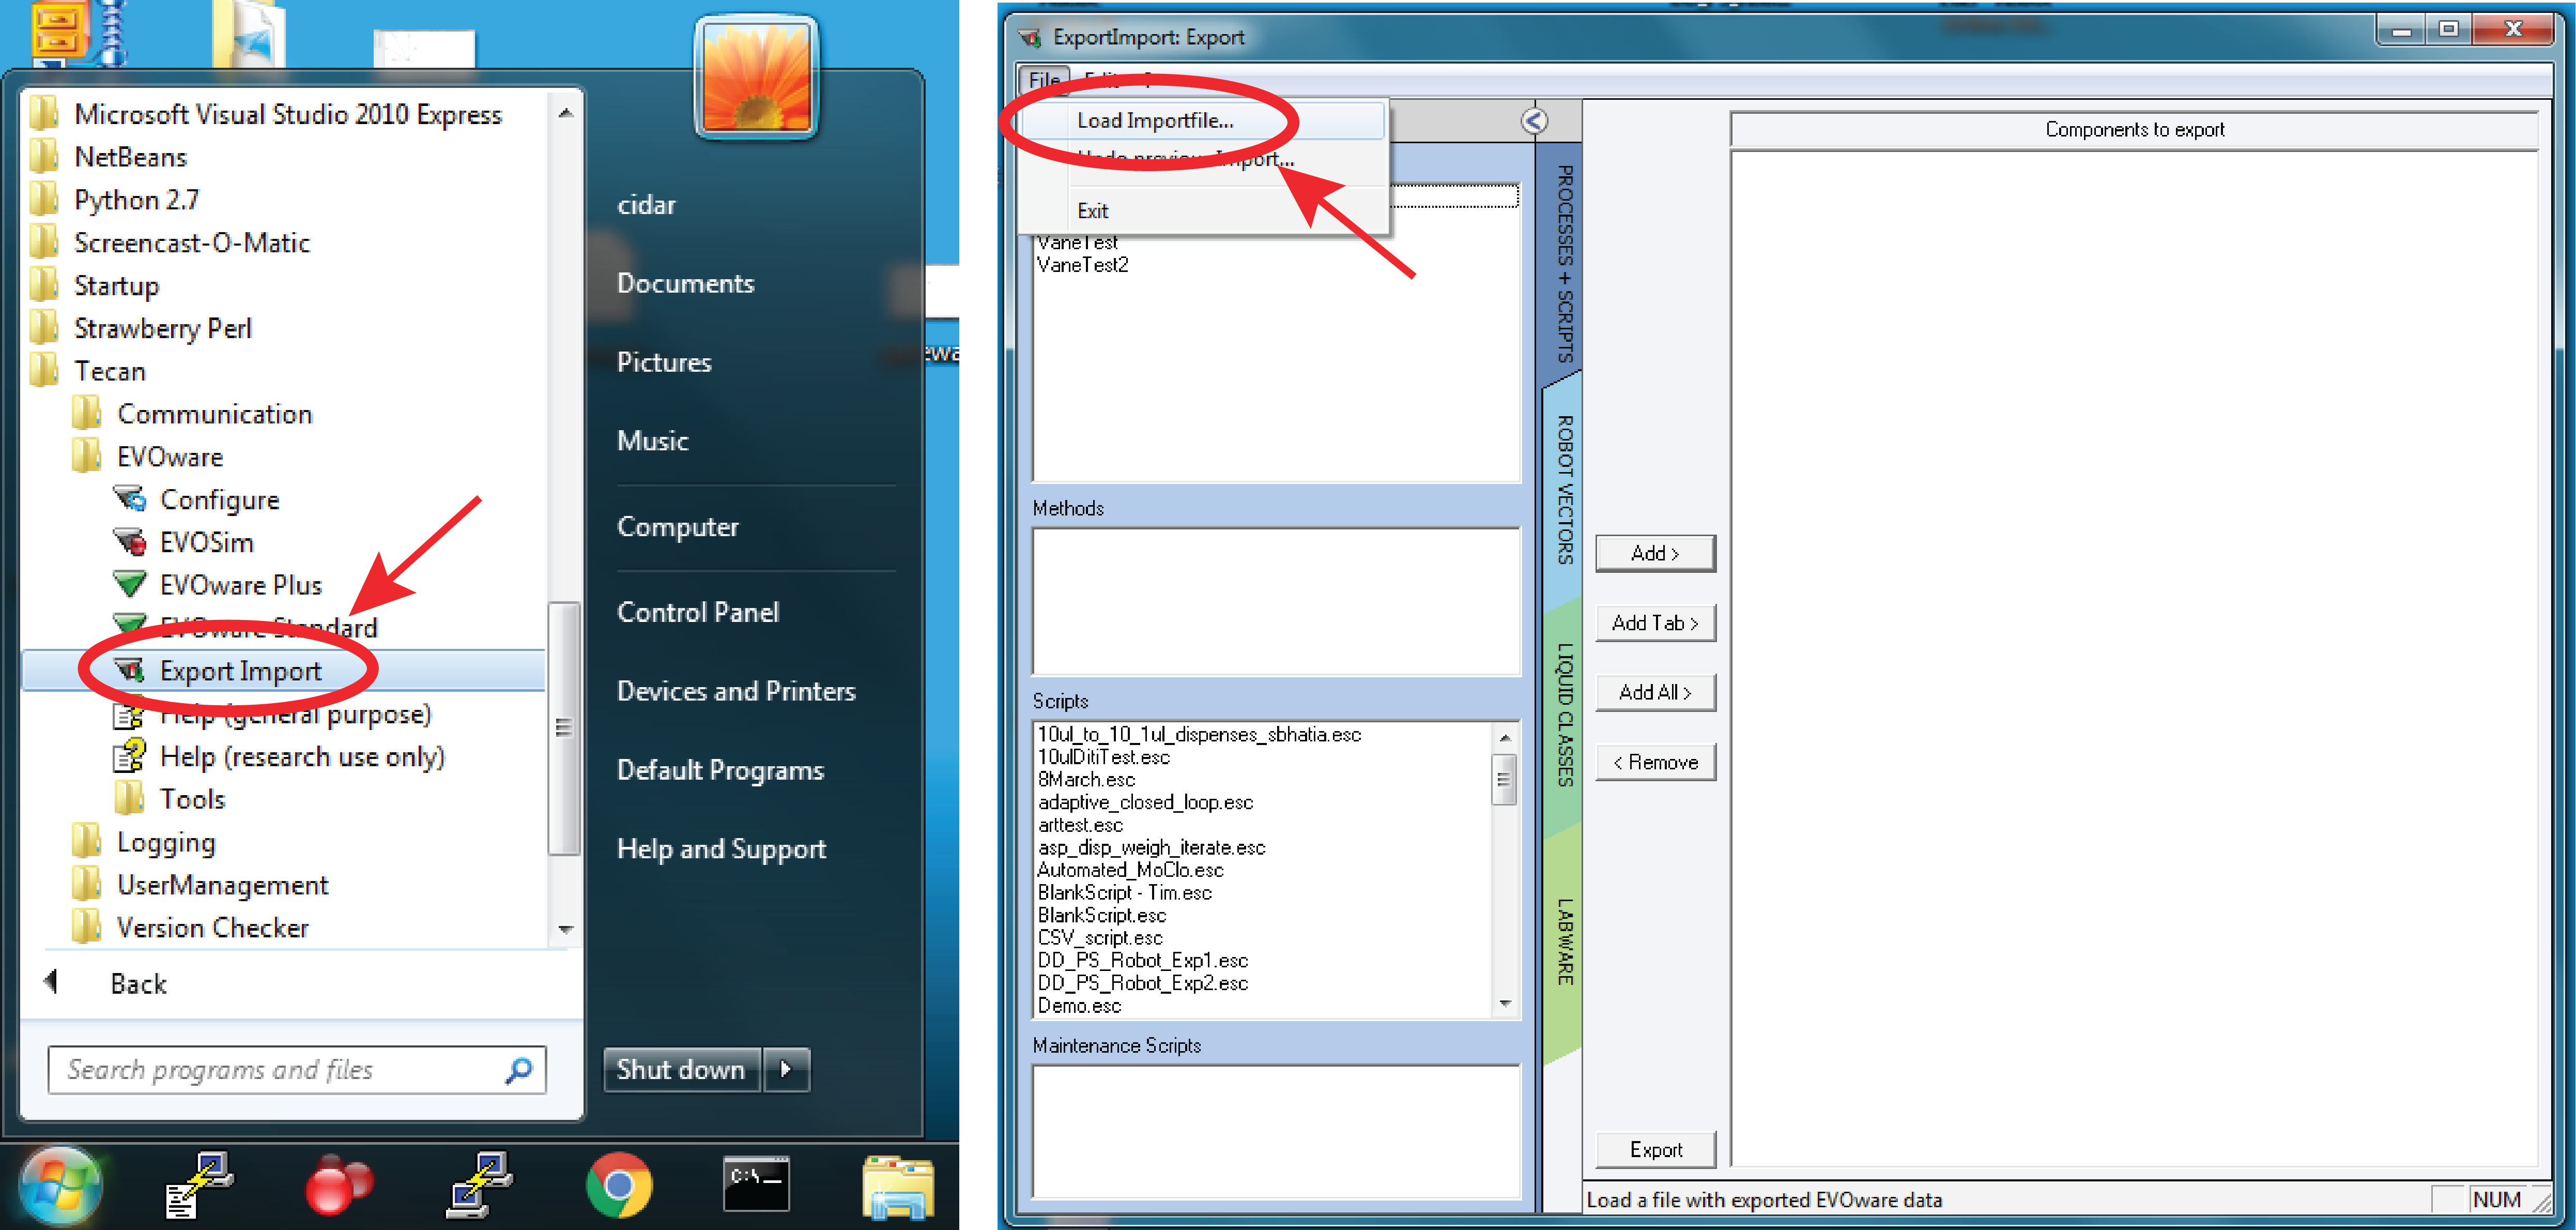 Microsoft Visual Studio 2010 Express
NetBeans
Python 2.7
Screencast-O-Matic
Startup
Strawberry Perl
Tecan
Communication
EVOware
Configure
EVOSim
EVOware Plus
EVOware Standard
Export Import
Help (general purpose)
Help (research use only)
Tools
Logging
UserManagement
Version Checker
Back
Search programs and files
cidar
Documents
Pictures
Music
Computer
Control Panel
Devices and Printers
Default Programs
Help and Support
Shut down
C:\_
ExportImport: Export
File
Load Importfile...
Import...
Exit
VaneTest
VaneTest2
Methods
Scripts
10ul_to_10_1ul_dispenses_sbhatia.esc
10ulDitiTest.esc
8March.esc
adaptive_closed_loop.esc
arttest.esc
asp_disp_weigh_iterate.esc
Automated_MoClo.esc
BlankScript - Tim.esc
BlankScript.esc
CSV_script.esc
DD_PS_Robot_Exp1.esc
DD_PS_Robot_Exp2.esc
Demo.esc
Maintenance Scripts
PROCESSES + SCRIPTS
ROBOT VECTORS
LIQUID CLASSES
LABWARE
Add >
Add Tab >
Add All >
< Remove
Export
Components to export
Load a file with exported EVOware data
NUM